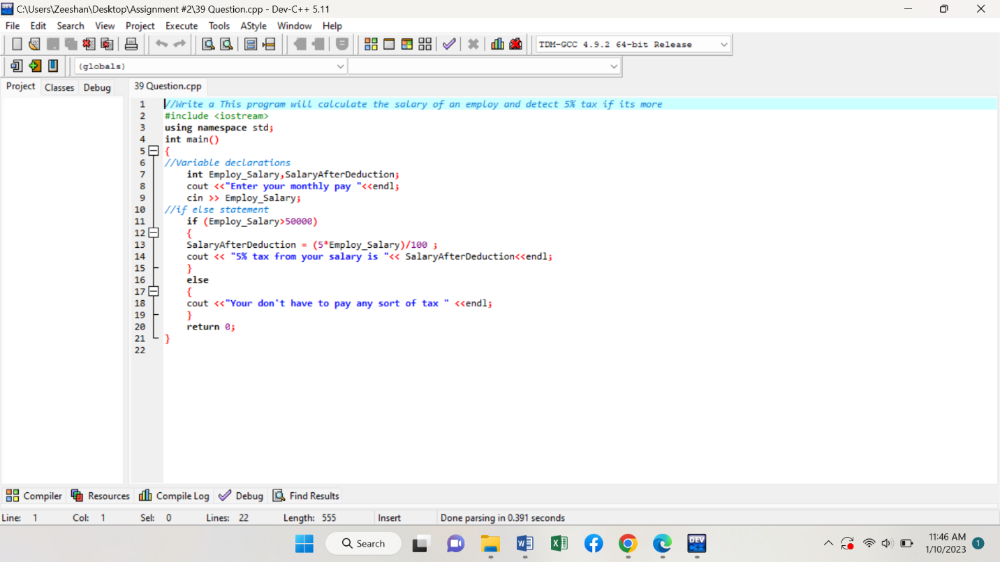 C:\Users\Zeeshan\Desktop\Assignment #2\39 Question.cpp - Dev-C++ 5.11
File Edit Search View Project Execute Tools AStyle Window Help
TDM-GCC 4.9.2 64-bit Release
(globals)
Project Classes Debug 39 Question.cpp
1 //Write a This program will calculate the salary of an employ and detect 5% tax if its more
2 #include <iostream>
3 using namespace std;
4 int main()
5 {
6 //Variable declarations
7 int Employ_Salary,SalaryAfterDeduction;
8 cout <<"Enter your monthly pay "<<endl;
9 cin >> Employ_Salary;
10 //if else statement
11 if (Employ_Salary>50000)
12 {
13 SalaryAfterDeduction = (5*Employ_Salary)/100 ;
14 cout << "5% tax from your salary is "<< SalaryAfterDeduction<<endl;
15 }
16 else
17 {
18 cout <<"Your don't have to pay any sort of tax " <<endl;
19 }
20 return 0;
21 }
22
Compiler Resources Compile Log Debug Find Results
Line: 1 Col: 1 Sel: 0 Lines: 22 Length: 555 Insert Done parsing in 0.391 seconds
Search DEV C++ 11:46 AM 1
1/10/2023